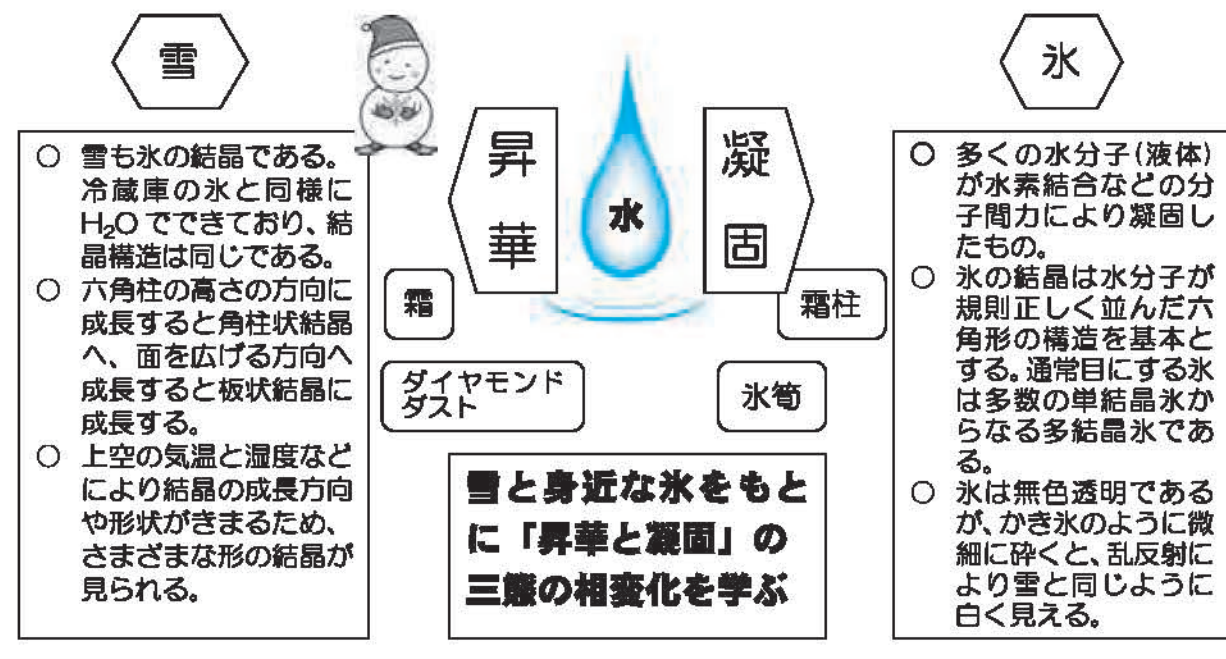 雪
○ 雪も氷の結晶である。
冷蔵庫の氷と同様に
H₂O でできており、結
晶構造は同じである。
○ 六角柱の高さの方向に
成長すると角柱状結晶
へ、面を広げる方向へ
成長すると板状結晶に
成長する。
○ 上空の気温と湿度など
により結晶の成長方向
や形状がきまるため、
さまざまな形の結晶が
見られる。
昇華
水
凝固
霜
霜柱
ダイヤモンド
ダスト
氷筍
雪と身近な氷をもと
に「昇華と凝固」の
三態の相変化を学ぶ
氷
○ 多くの水分子(液体)
が水素結合などの分
子間力により凝固し
たもの。
○ 氷の結晶は水分子が
規則正しく並んだ六
角形の構造を基本と
する。通常目にする氷
は多数の単結晶氷か
らなる多結晶氷であ
る。
○ 氷は無色透明である
が、かき氷のように微
細に砕くと、乱反射に
より雪と同じように
白く見える。